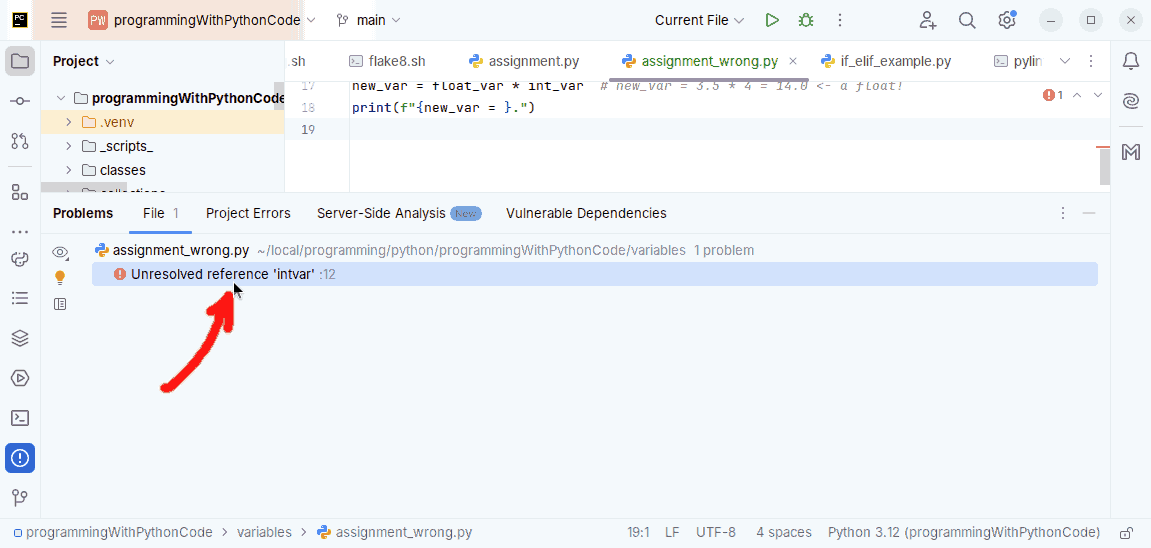 PC
PW programmingWithPythonCode main Current File
Project .sh flake8.sh assignment.py assignment_wrong.py if_elif_example.py pylin
programmingWithPythonCode
.venv
_scripts_
classes
17 new_var = float_var * int_var # new_var = 3.5 * 4 = 14.0 <- a float!
18 print(f"{new_var = }.")
19
1
Problems File 1 Project Errors Server-Side Analysis New Vulnerable Dependencies
assignment_wrong.py ~/local/programming/python/programmingWithPythonCode/variables 1 problem
Unresolved reference 'intvar' :12
programmingWithPythonCode variables assignment_wrong.py 19:1 LF UTF-8 4 spaces Python 3.12 (programmingWithPythonCode)